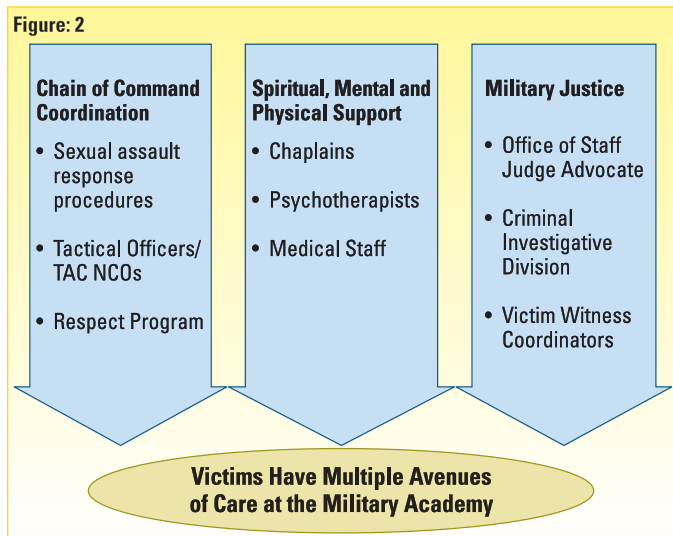 Figure: 2
Chain of Command
Coordination
• Sexual assault
response
procedures
• Tactical Officers/
TAC NCOs
• Respect Program
Spiritual, Mental and
Physical Support
• Chaplains
• Psychotherapists
• Medical Staff
Military Justice
• Office of Staff
Judge Advocate
• Criminal
Investigative
Division
• Victim Witness
Coordinators
Victims Have Multiple Avenues
of Care at the Military Academy